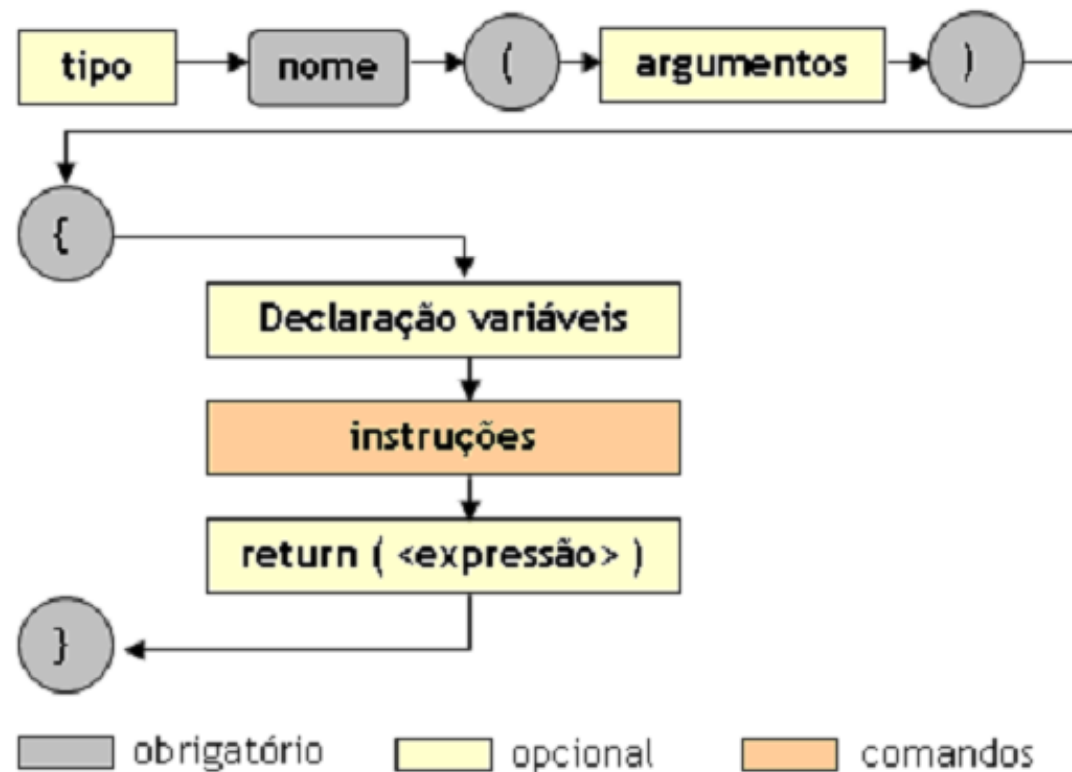 tipo nome ( argumentos )
{
Declaração variáveis
instruções
return ( <expressão> )
}
obrigatório opcional comandos